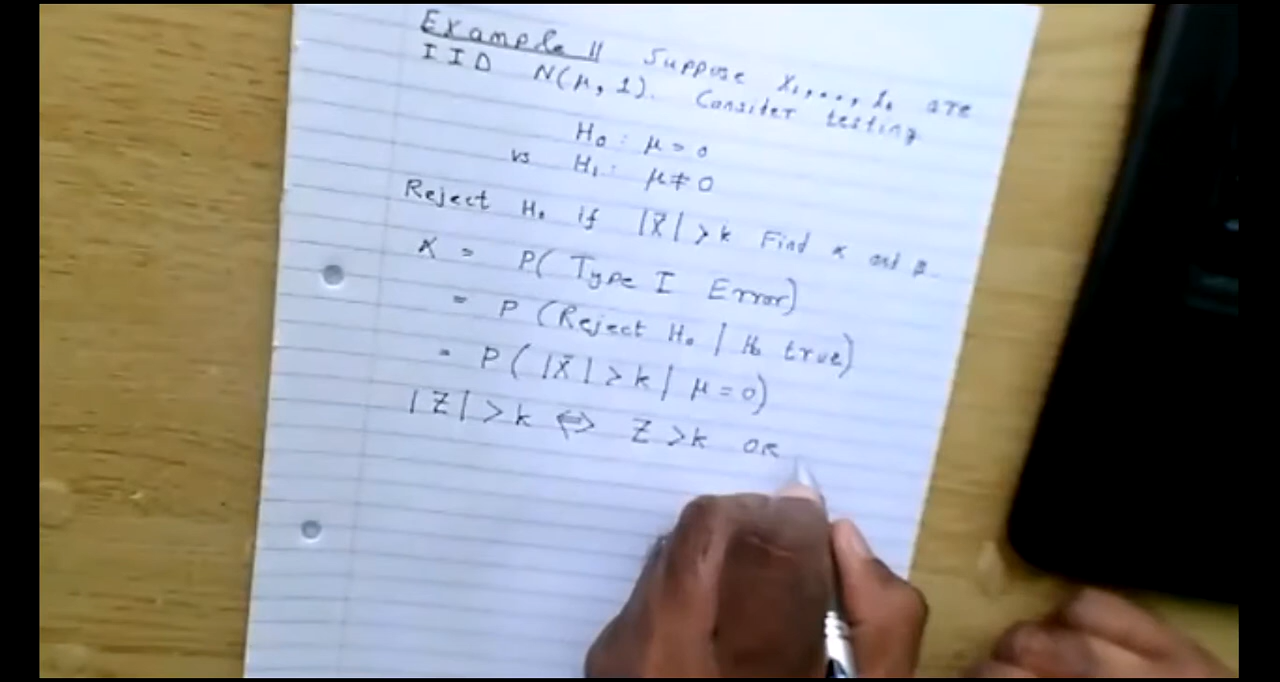 Example 11 Suppose X₁, ..., Xₙ are
IID N(μ, 1). Consider testing
H₀ : μ = 0
vs H₁ : μ ≠ 0
Reject H₀ if |X̄| > k Find α and β.
α = P( Type I Error)
= P (Reject H₀ | H₀ true)
= P( |X̄| > k | μ = 0)
|Z| > k ⇔ Z > k OR